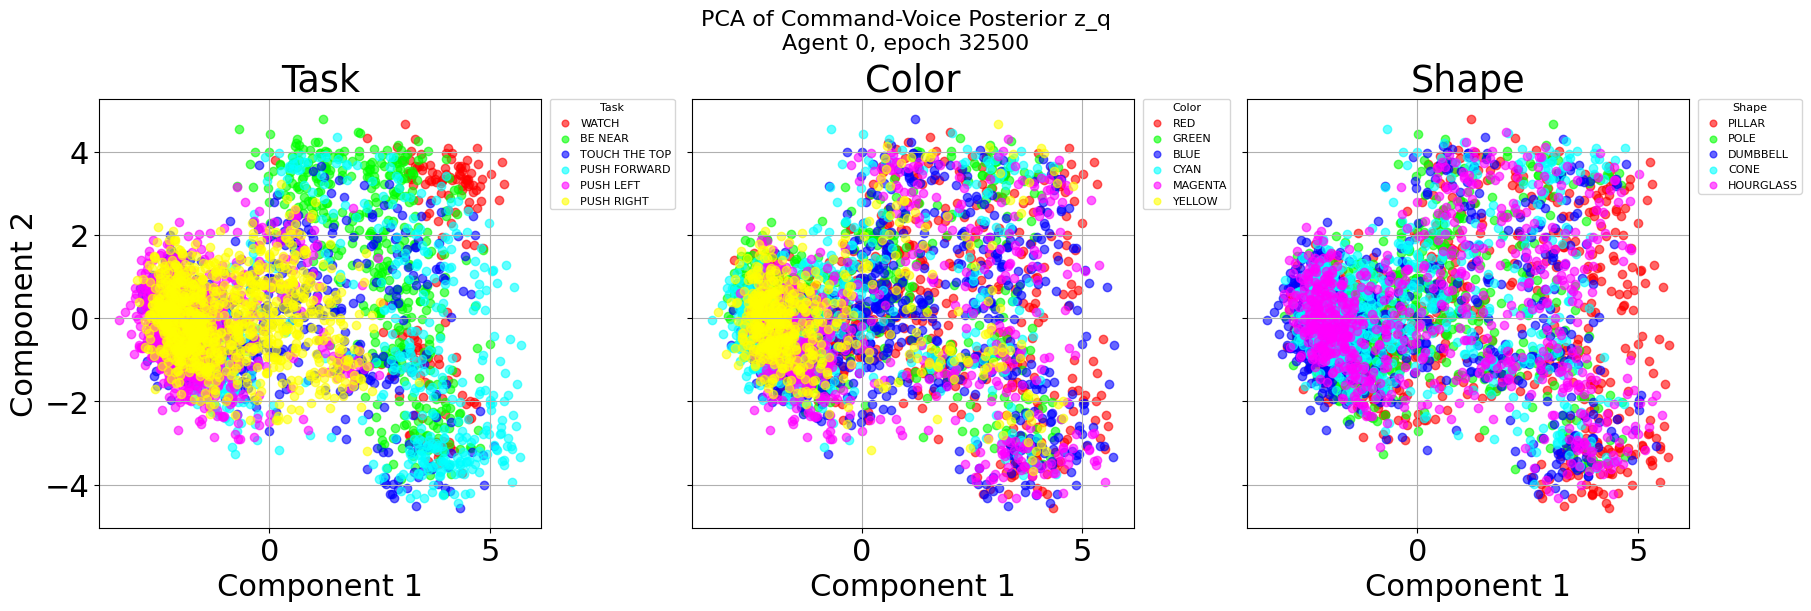 PCA of Command-Voice Posterior z_q
Agent 0, epoch 32500
Task
Component 2
4
2
0
−2
−4
0
5
Component 1
Task
WATCH
BE NEAR
TOUCH THE TOP
PUSH FORWARD
PUSH LEFT
PUSH RIGHT
Color
0
5
Component 1
Color
RED
GREEN
BLUE
CYAN
MAGENTA
YELLOW
Shape
0
5
Component 1
Shape
PILLAR
POLE
DUMBBELL
CONE
HOURGLASS